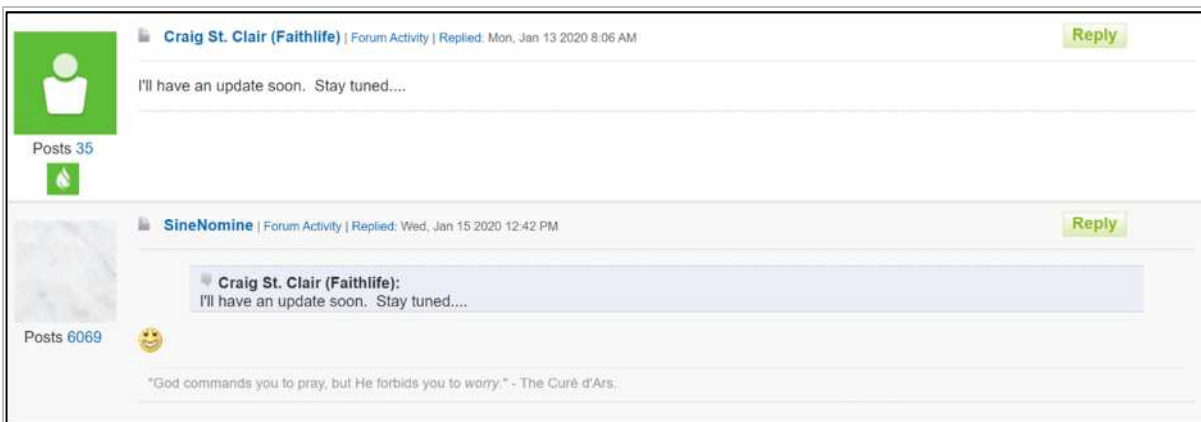 Craig St. Clair (Faithlife) | Forum Activity | Replied: Mon, Jan 13 2020 8:06 AM
Reply
I'll have an update soon.  Stay tuned....
Posts 35
SineNomine | Forum Activity | Replied: Wed, Jan 15 2020 12:42 PM
Reply
Craig St. Clair (Faithlife):
I'll have an update soon.  Stay tuned....
Posts 6069
"God commands you to pray, but He forbids you to worry." - The Curé d'Ars.